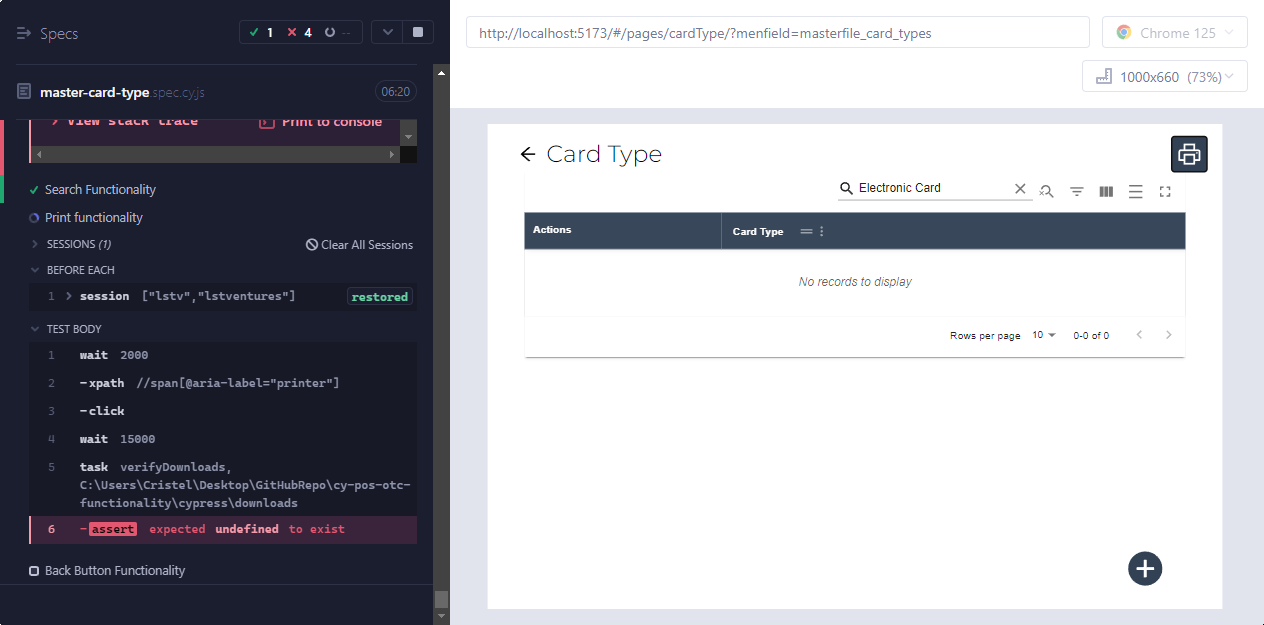 Specs
1
4
--
http://localhost:5173/#/pages/cardType/?menfield=masterfile_card_types
Chrome 125
1000x660 (73%)
master-card-type.spec.cy.js
06:20
View stack trace
Print to console
Search Functionality
Print functionality
SESSIONS (1)
Clear All Sessions
BEFORE EACH
1 session ["lstv","lstventures"] restored
TEST BODY
1 wait 2000
2 -xpath //span[@aria-label="printer"]
3 -click
4 wait 15000
5 task verifyDownloads,
C:\Users\Cristel\Desktop\GitHubRepo\cy-pos-otc-
functionality\cypress\downloads
6 -assert expected undefined to exist
Back Button Functionality
Card Type
Electronic Card
Actions
Card Type
No records to display
Rows per page 10 0-0 of 0